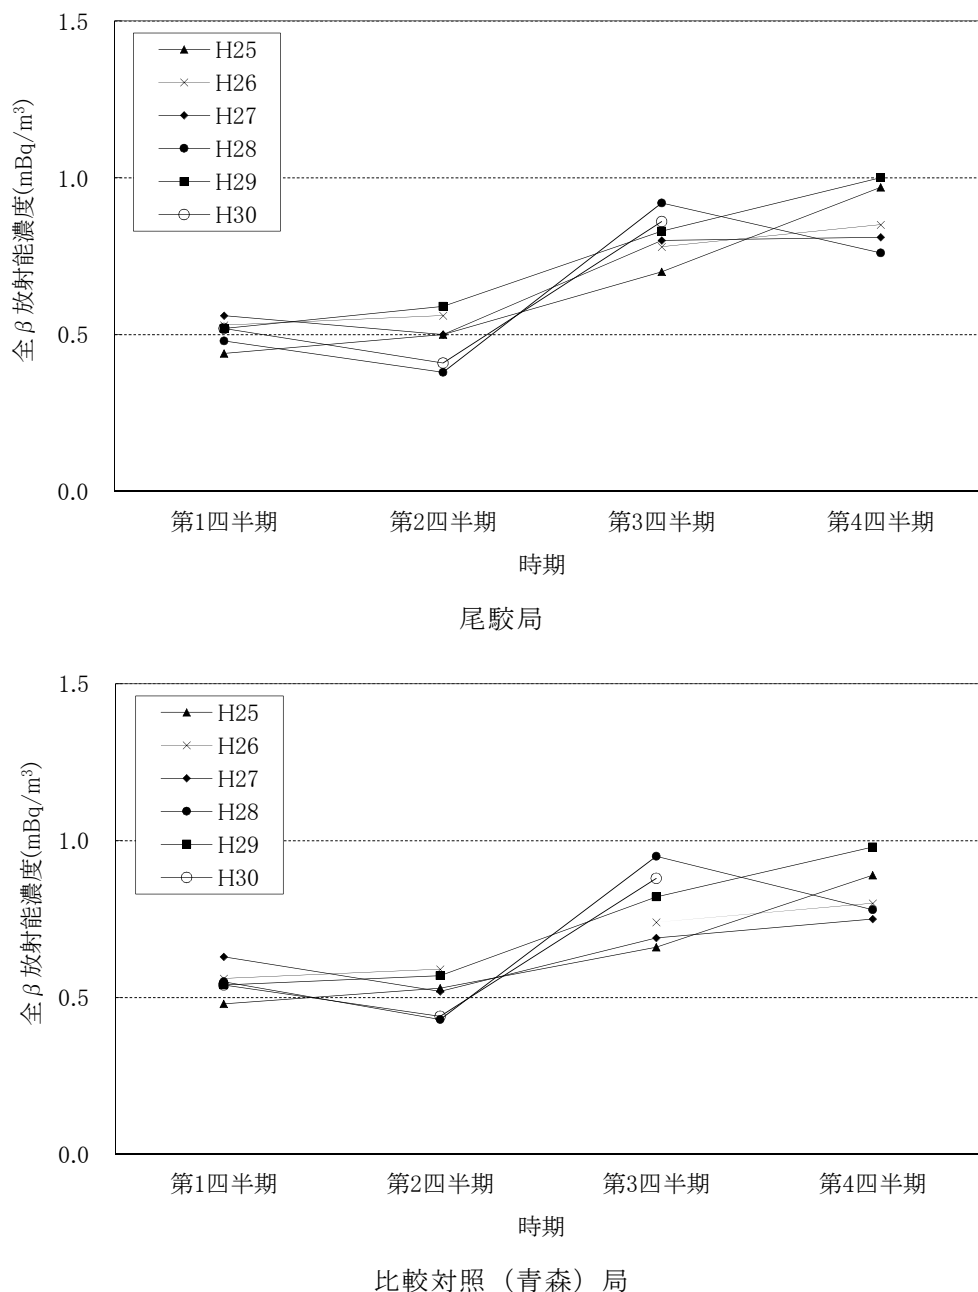 1.5
H25
H26
H27
H28
H29
H30
1.0
0.5
0.0
全β放射能濃度(mBq/m³)
第1四半期 第2四半期 第3四半期 第4四半期
時期
尾駮局
1.5
H25
H26
H27
H28
H29
H30
1.0
0.5
0.0
全β放射能濃度(mBq/m³)
第1四半期 第2四半期 第3四半期 第4四半期
時期
比較対照（青森）局